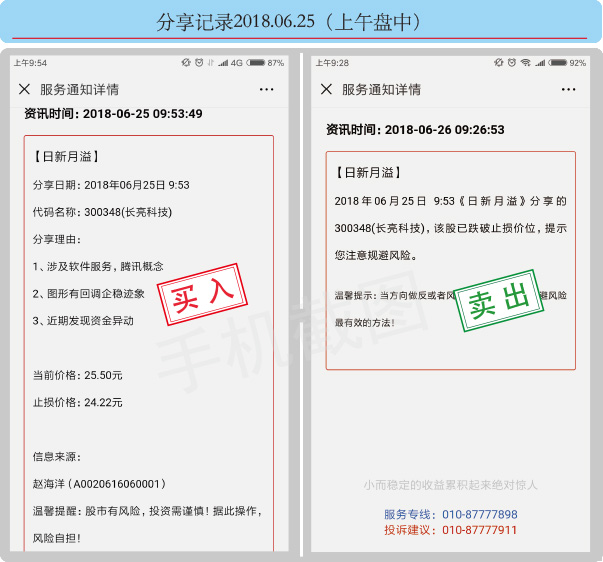 分享记录2018.06.25（上午盘中）
上午9:54
4G
87%
服务通知详情
资讯时间: 2018-06-25 09:53:49
【日新月溢】
分享日期: 2018年06月25日 9:53
代码名称: 300348(长亮科技)
分享理由:
1、涉及软件服务, 腾讯概念
2、图形有回调企稳迹象
3、近期发现资金异动
买入
当前价格: 25.50元
止损价格: 24.22元
信息来源:
赵海洋（A0020616060001）
温馨提醒: 股市有风险, 投资需谨慎! 据此操作,
风险自担!
上午9:28
92%
服务通知详情
资讯时间: 2018-06-26 09:26:53
【日新月溢】
2018年06月25日 9:53《日新月溢》分享的
300348(长亮科技), 该股已跌破止损价位, 提示
您注意规避风险。
温馨提示: 当方向做反或者风
避风险
最有效的方法!
卖出
小而稳定的收益累积起来绝对惊人
服务专线: 010-87777898
投诉建议: 010-87777911
手机截图